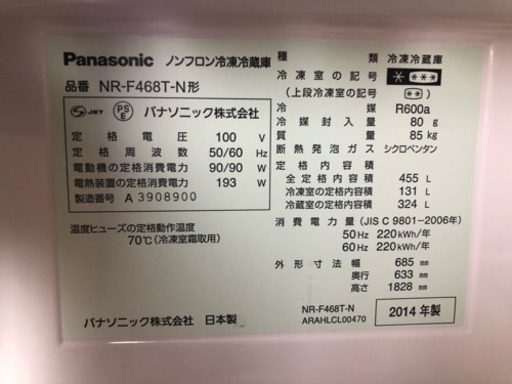 Panasonic ノンフロン冷凍冷蔵庫
品番 NR-F468T-N形
JET PS E パナソニック株式会社
定格電圧 100 V
定格周波数 50/60 Hz
電動機の定格消費電力 90/90 W
電熱装置の定格消費電力 193 W
製造番号 A 3908900
温度ヒューズの定格動作温度
70℃(冷凍室霜取用)
パナソニック株式会社 日本製
種類 冷凍冷蔵庫
冷凍室の記号 ****
(上段冷凍室の記号 **)
冷媒 R600a
冷媒封入量 80 g
質量 85 kg
断熱発泡ガス シクロペンタン
定格内容積
全定格内容積 455 L
冷凍室の定格内容積 131 L
冷蔵室の定格内容積 324 L
消費電力量(JIS C 9801-2006年)
50 Hz 220 kWh/年
60 Hz 220 kWh/年
外形寸法 幅 685 mm
奥行 633 mm
高さ 1828 mm
NR-F468T-N
ARAHLCL00470
2014 年製